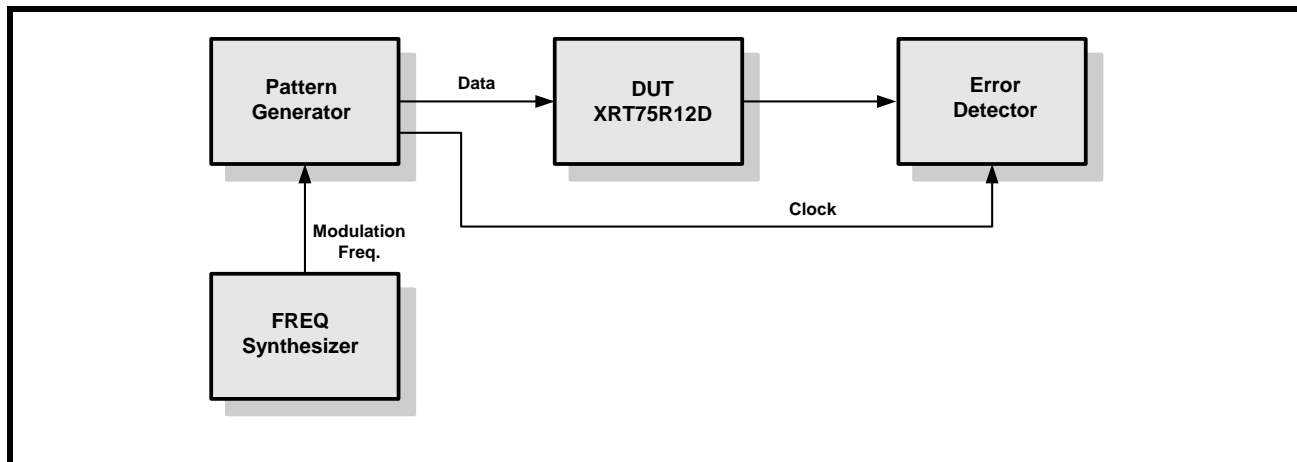 Pattern
Generator
Data
DUT
XRT75R12D
Error
Detector
Clock
Modulation
Freq.
FREQ
Synthesizer